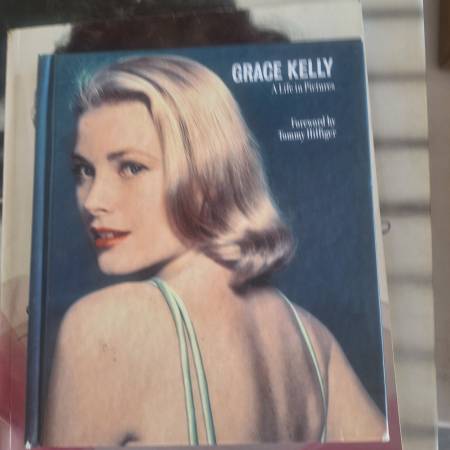 GRACE KELLY
A Life in Pictures
Foreword by
Tommy Hilfiger